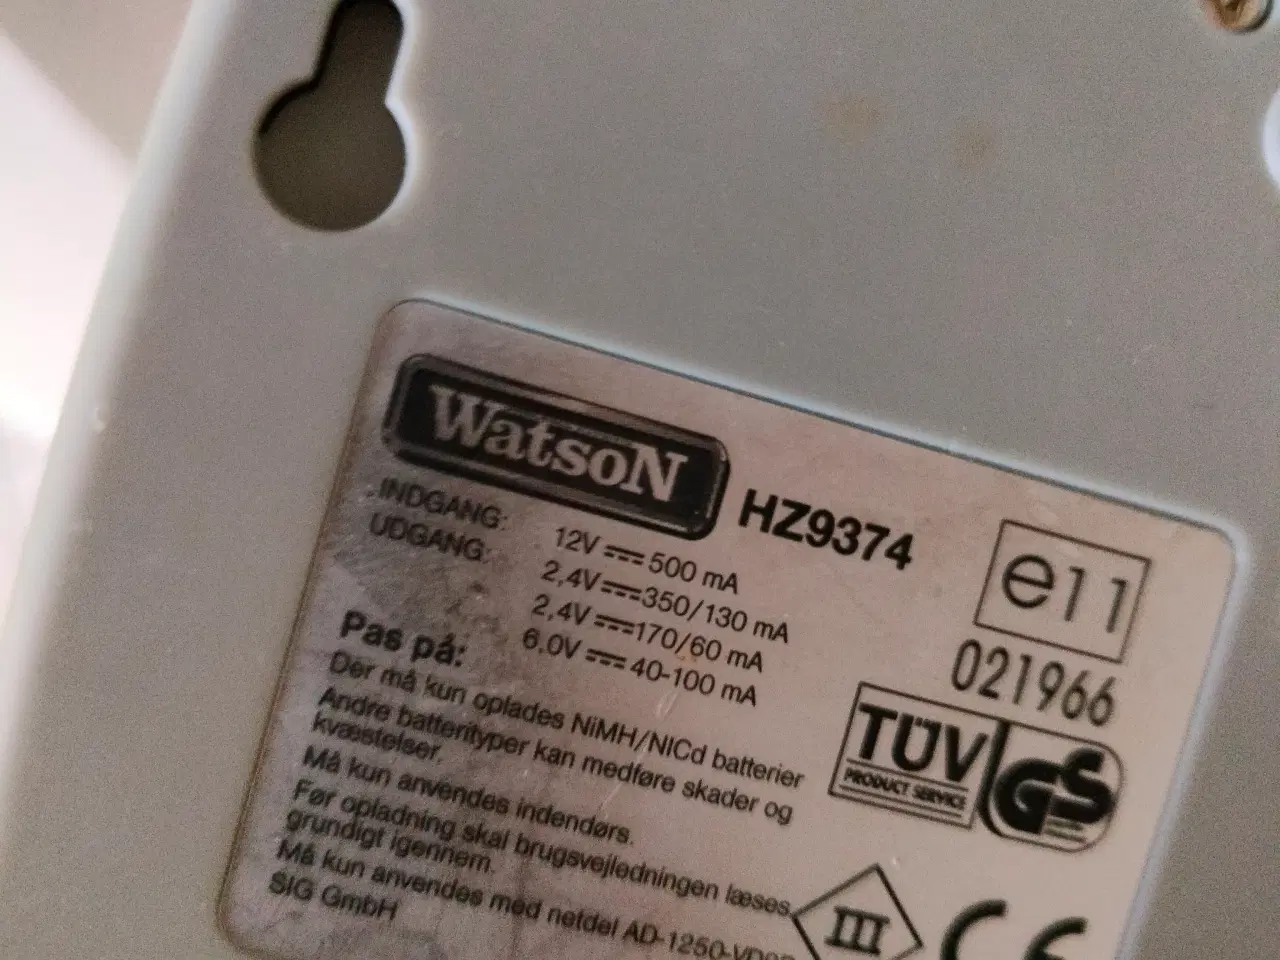 WatsoN
HZ9374
INDGANG: 12V 500 mA
UDGANG: 2,4V 350/130 mA
2,4V 170/60 mA
6.0V 40-100 mA
e11
021966
Pas på:
Der må kun oplades NiMH/NiCd batterier
Andre batterityper kan medføre skader og
kvæstelser.
Må kun anvendes indendørs.
Før opladning skal brugsvejledningen læses
grundigt igennem.
Må kun anvendes med netdel
SIG GmbH
TÜV
PRODUCT SERVICE
GS
III
CE